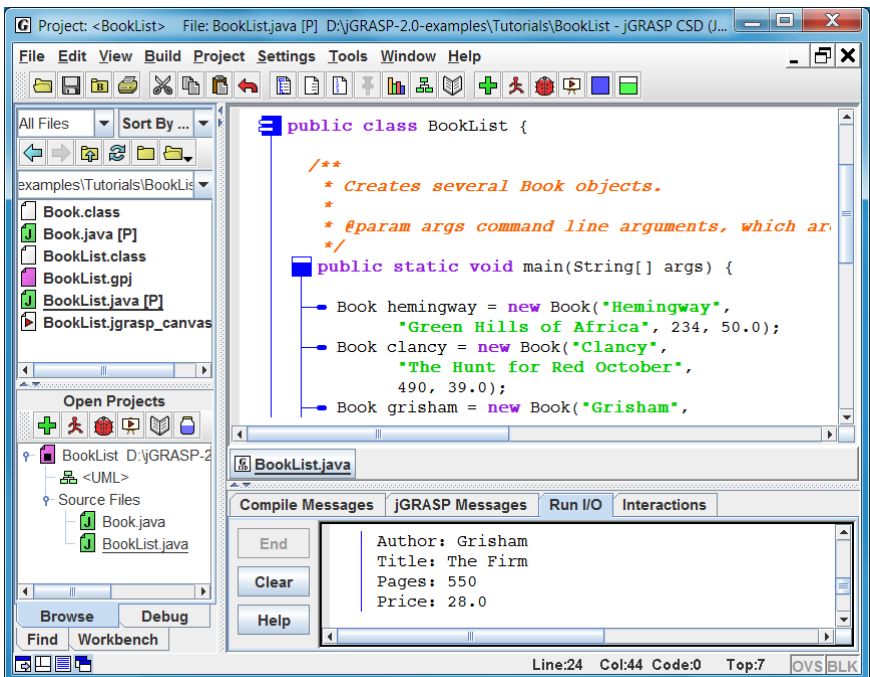 Project: <BookList>   File: BookList.java [P]  D:\jGRASP-2.0-examples\Tutorials\BookList - jGRASP CSD (J...
File  Edit  View  Build  Project  Settings  Tools  Window  Help
All Files  Sort By ...
examples\Tutorials\BookLis
Book.class
Book.java [P]
BookList.class
BookList.gpj
BookList.java [P]
BookList.jgrasp_canvas
Open Projects
BookList  D:\jGRASP-2
<UML>
Source Files
Book.java
BookList.java
Browse  Debug
Find  Workbench
public class BookList {
/**
* Creates several Book objects.
*
* @param args command line arguments, which are
*/
public static void main(String[] args) {
Book hemingway = new Book("Hemingway",
"Green Hills of Africa", 234, 50.0);
Book clancy = new Book("Clancy",
"The Hunt for Red October",
490, 39.0);
Book grisham = new Book("Grisham",
BookList.java
Compile Messages  jGRASP Messages  Run I/O  Interactions
End
Clear
Help
Author: Grisham
Title: The Firm
Pages: 550
Price: 28.0
Line:24  Col:44  Code:0  Top:7  OVS BLK